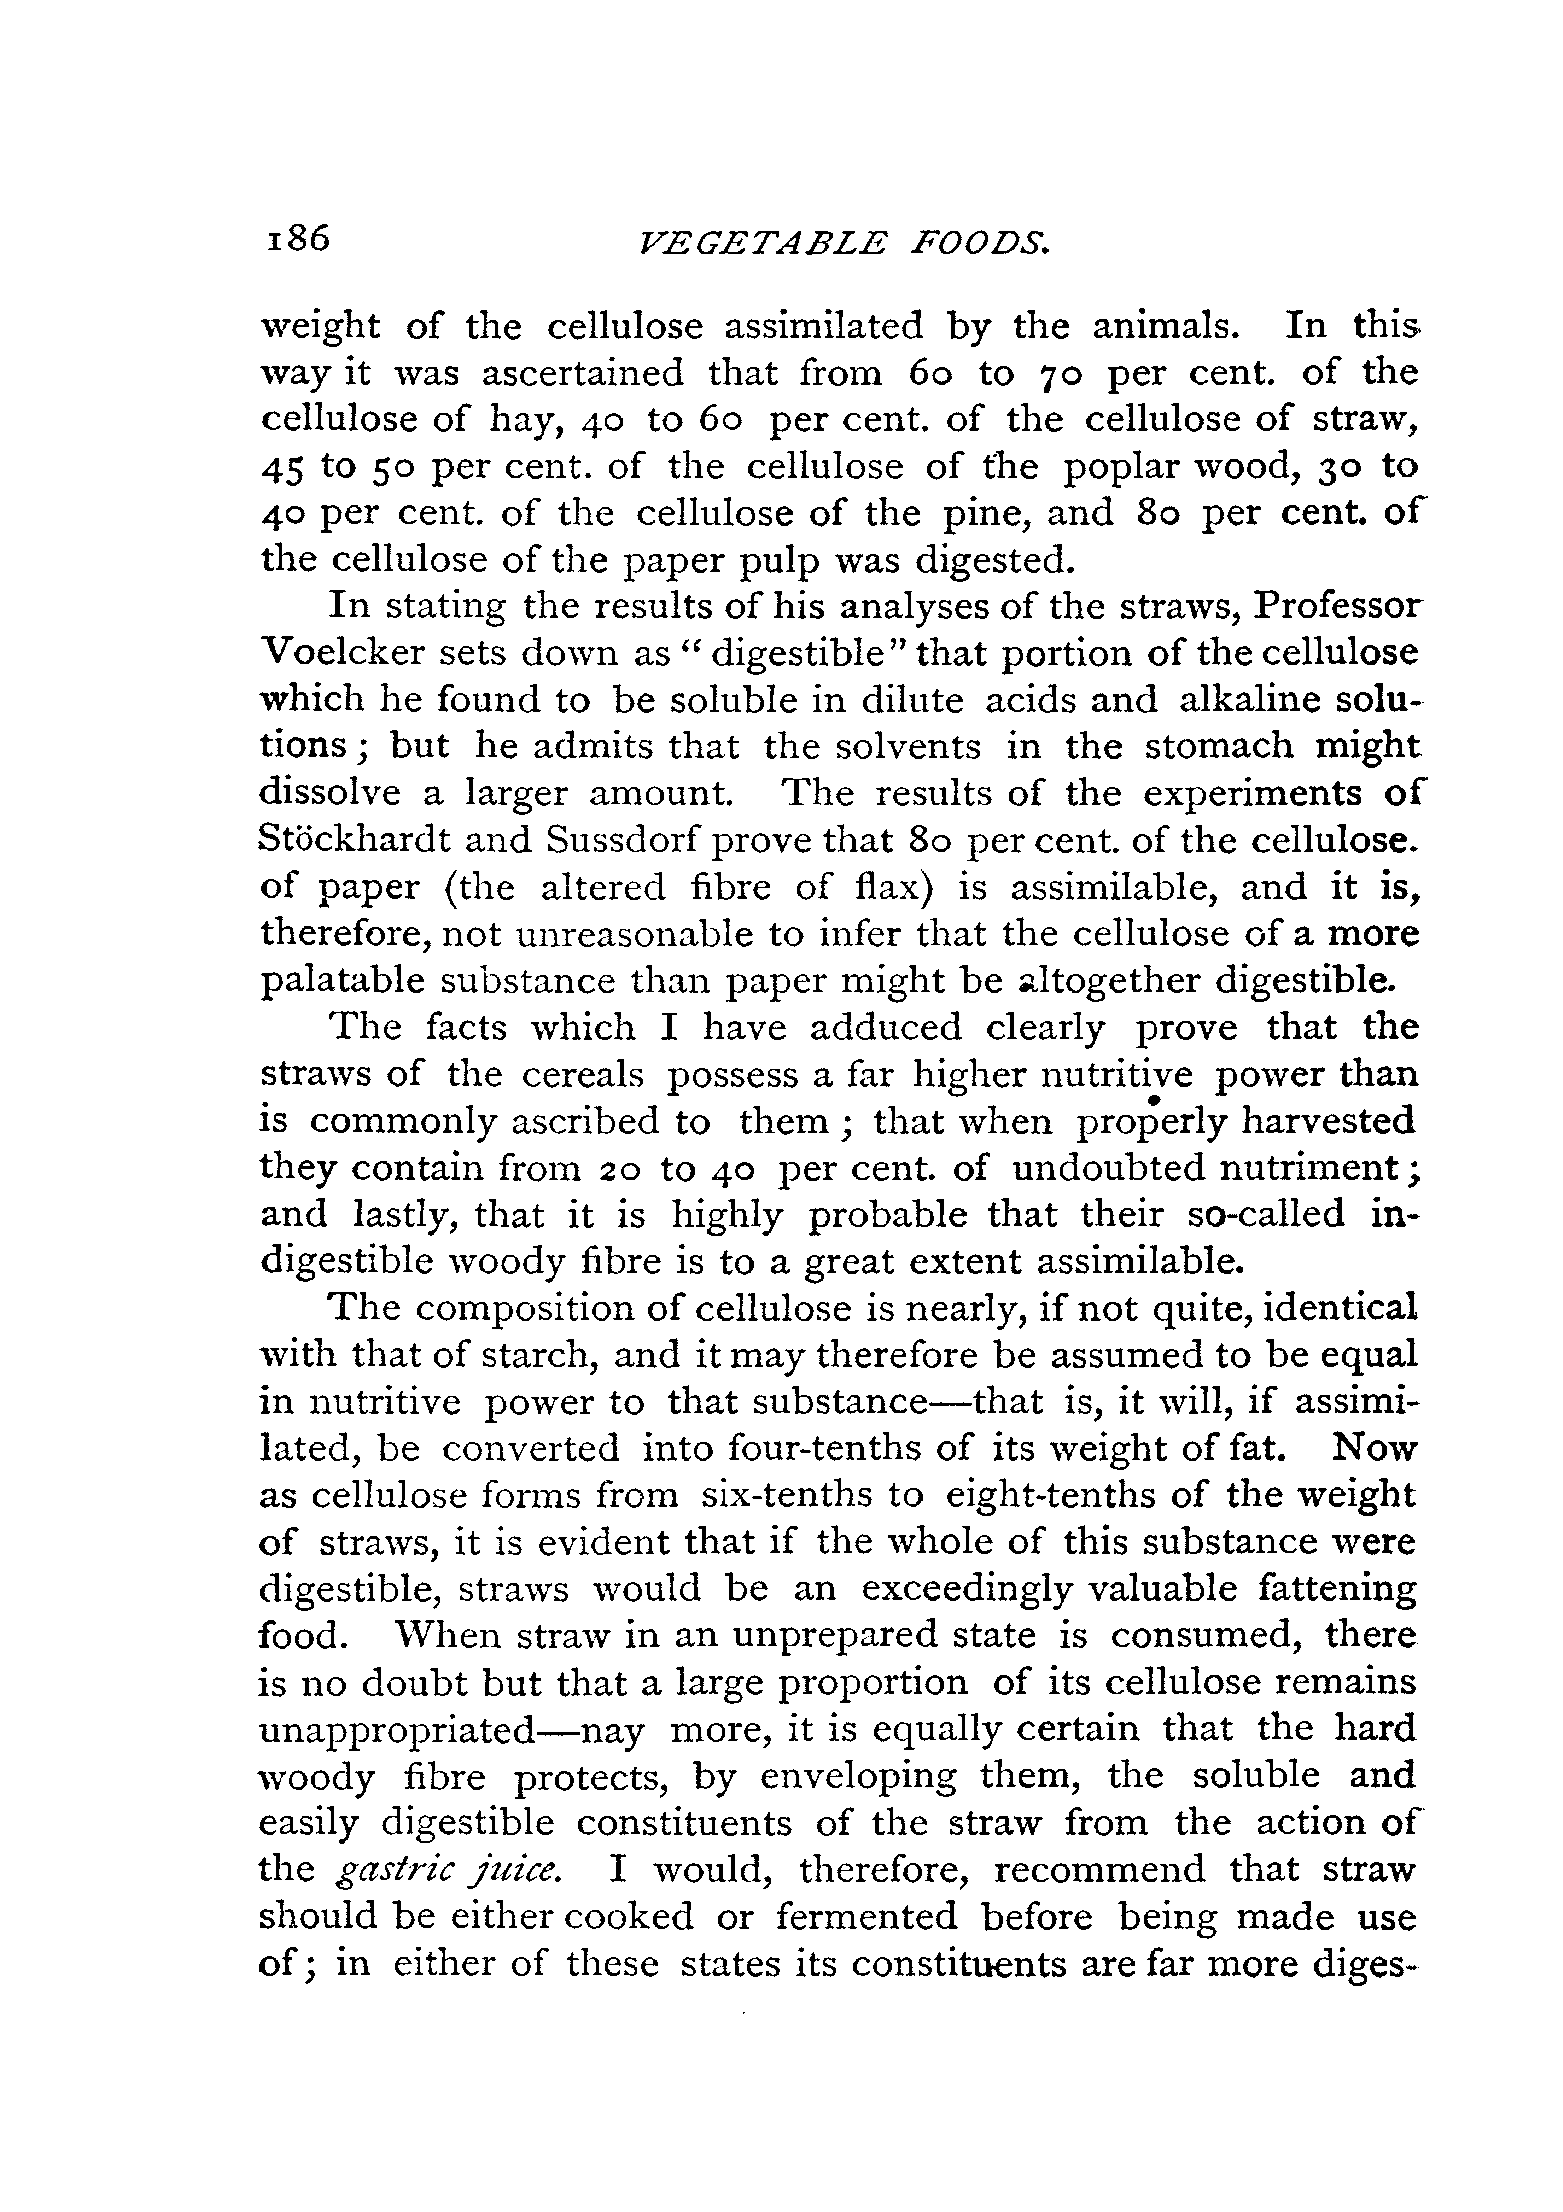 186 VEGETABLE FOODS.
weight of the cellulose assimilated by the animals. In this
way it was ascertained that from 60 to 70 per cent. of the
cellulose of hay, 40 to 60 per cent. of the cellulose of straw,
45 to 50 per cent. of the cellulose of the poplar wood, 30 to
40 per cent. of the cellulose of the pine, and 80 per cent. of
the cellulose of the paper pulp was digested.
In stating the results of his analyses of the straws, Professor
Voelcker sets down as “ digestible” that portion of the cellulose
which he found to be soluble in dilute acids and alkaline solu-
tions ; but he admits that the solvents in the stomach might
dissolve a larger amount. The results of the experiments of
Stöckhardt and Sussdorf prove that 80 per cent. of the cellulose.
of paper (the altered fibre of flax) is assimilable, and it is,
therefore, not unreasonable to infer that the cellulose of a more
palatable substance than paper might be altogether digestible.
The facts which I have adduced clearly prove that the
straws of the cereals possess a far higher nutritive power than
is commonly ascribed to them ; that when properly harvested
they contain from 20 to 40 per cent. of undoubted nutriment ;
and lastly, that it is highly probable that their so-called in-
digestible woody fibre is to a great extent assimilable.
The composition of cellulose is nearly, if not quite, identical
with that of starch, and it may therefore be assumed to be equal
in nutritive power to that substance—that is, it will, if assimi-
lated, be converted into four-tenths of its weight of fat. Now
as cellulose forms from six-tenths to eight-tenths of the weight
of straws, it is evident that if the whole of this substance were
digestible, straws would be an exceedingly valuable fattening
food. When straw in an unprepared state is consumed, there
is no doubt but that a large proportion of its cellulose remains
unappropriated—nay more, it is equally certain that the hard
woody fibre protects, by enveloping them, the soluble and
easily digestible constituents of the straw from the action of
the gastric juice. I would, therefore, recommend that straw
should be either cooked or fermented before being made use
of ; in either of these states its constituents are far more diges-